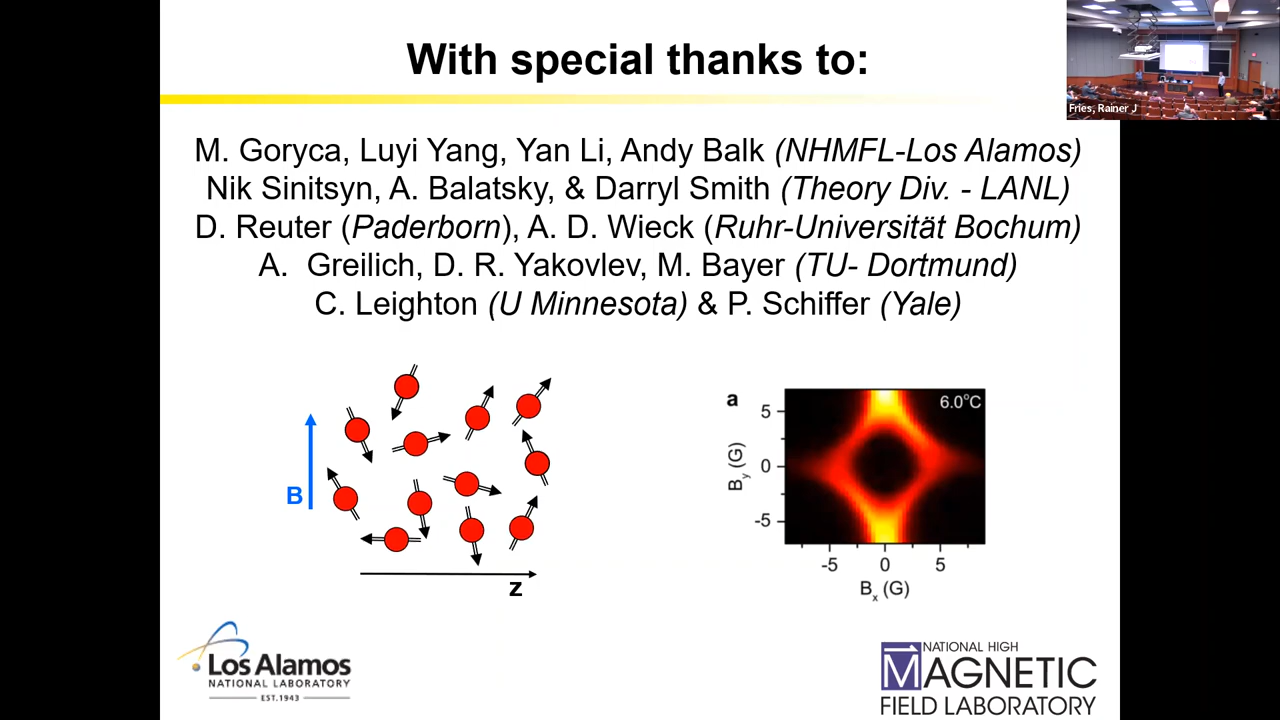 With special thanks to:
Fries, Rainer J
M. Goryca, Luyi Yang, Yan Li, Andy Balk (NHMFL-Los Alamos)
Nik Sinitsyn, A. Balatsky, & Darryl Smith (Theory Div. - LANL)
D. Reuter (Paderborn), A. D. Wieck (Ruhr-Universität Bochum)
A. Greilich, D. R. Yakovlev, M. Bayer (TU- Dortmund)
C. Leighton (U Minnesota) & P. Schiffer (Yale)
B
z
a
6.0°C
5
0
-5
By (G)
-5 0 5
Bx (G)
Los Alamos
NATIONAL LABORATORY
EST.1943
NATIONAL HIGH
MAGNETIC
FIELD LABORATORY